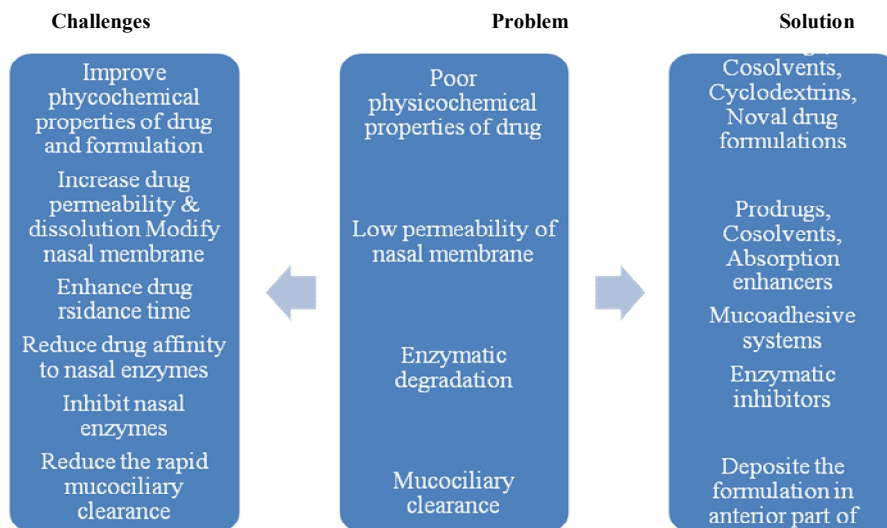 Challenges
Problem
Solution
Improve
phycochemical
properties of drug
and formulation
Increase drug
permeability &
dissolution Modify
nasal membrane
Enhance drug
rsidance time
Reduce drug affinity
to nasal enzymes
Inhibit nasal
enzymes
Reduce the rapid
mucociliary
clearance
Poor
physicochemical
properties of drug
Low permeability of
nasal membrane
Enzymatic
degradation
Mucociliary
clearance
Cosolvents,
Cyclodextrins,
Noval drug
formulations
Prodrugs,
Cosolvents,
Absorption
enhancers
Mucoadhesive
systems
Enzymatic
inhibitors
Deposite the
formulation in
anterior part of